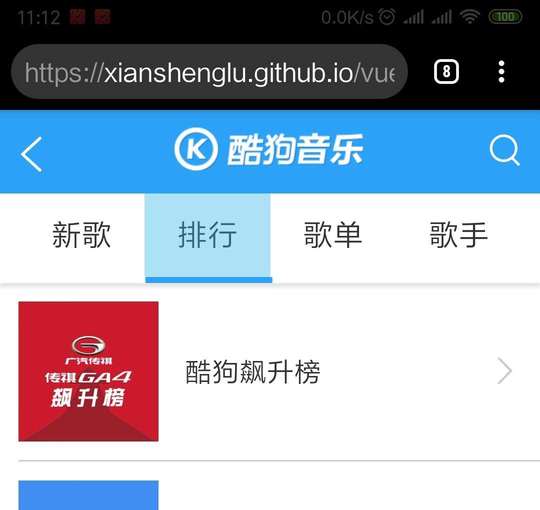 11:12 0.0K/s 100
https://xianshenglu.github.io/vue 8
K 酷狗音乐
新歌 排行 歌单 歌手
广汽传祺
传祺GA4
飙升榜
酷狗飙升榜